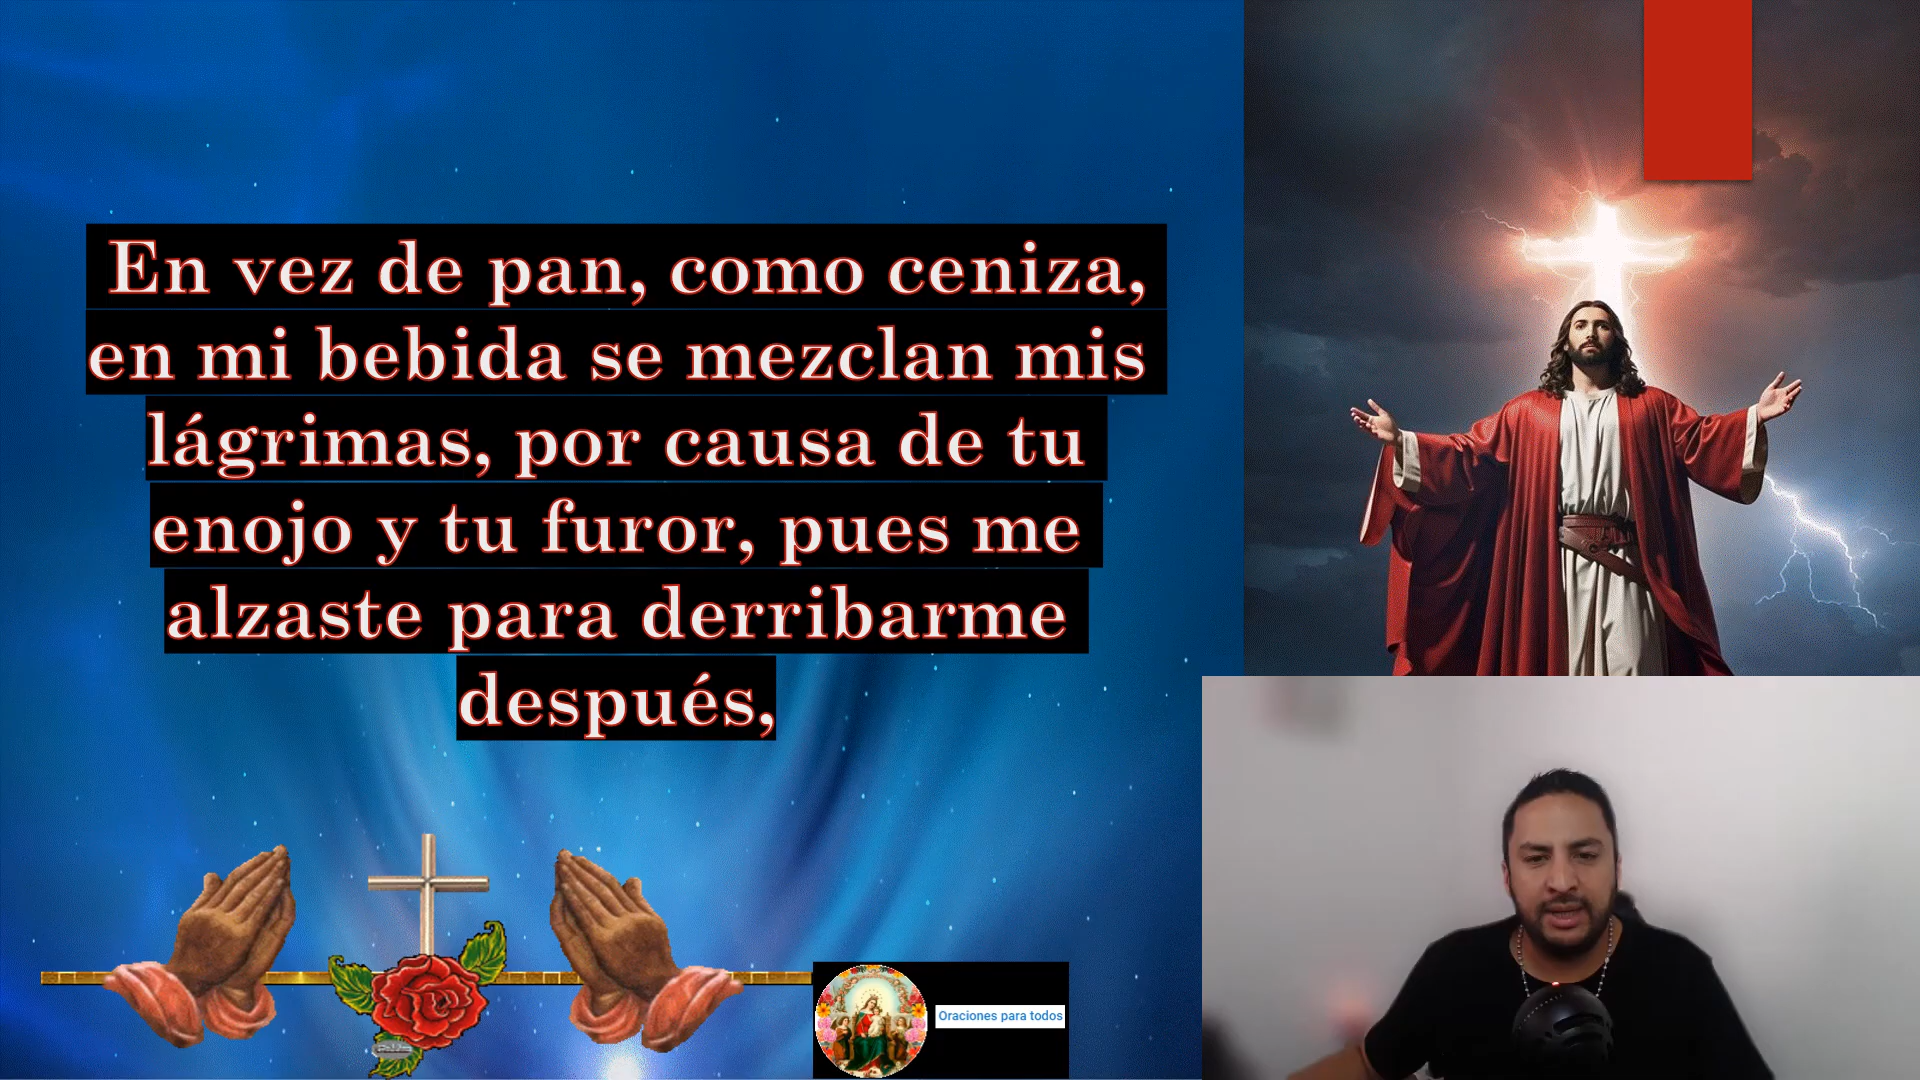 En vez de pan, como ceniza,
en mi bebida se mezclan mis
lágrimas, por causa de tu
enojo y tu furor, pues me
alzaste para derribarme
después,
Oraciones para todos